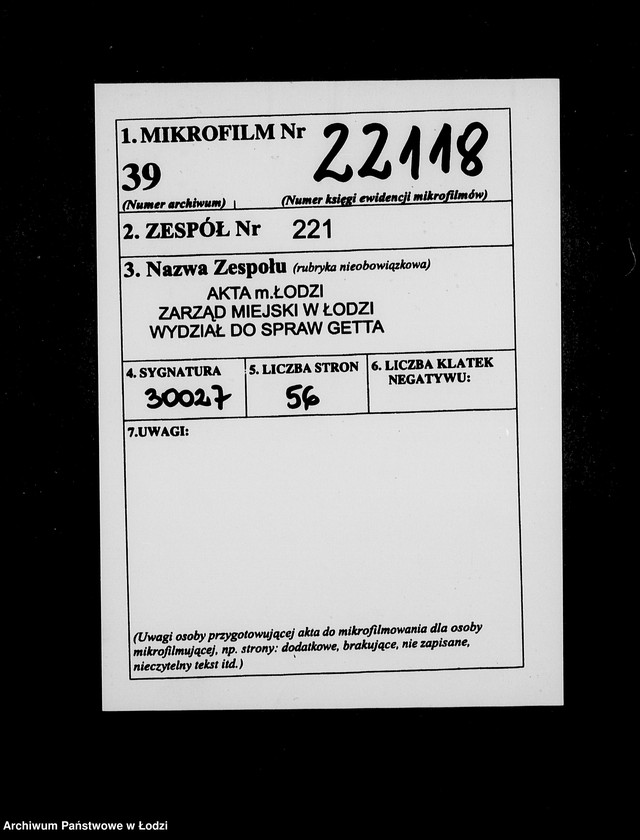 1. MIKROFILM Nr 22118
39
(Numer archiwum) (Numer księgi ewidencji mikrofilmów)
2. ZESPÓŁ Nr 221
3. Nazwa Zespołu (rubryka nieobowiązkowa)
AKTA m.ŁODZI
ZARZĄD MIEJSKI W ŁODZI
WYDZIAŁ DO SPRAW GETTA
4. SYGNATURA 5. LICZBA STRON 6. LICZBA KLATEK
NEGATYWU:
30027 56
7.UWAGI:
(Uwagi osoby przygotowującej akta do mikrofilmowania dla osoby
mikrofilmującej, np. strony: dodatkowe, brakujące, nie zapisane,
nieczytelny tekst itd.)
Archiwum Państwowe w Łodzi